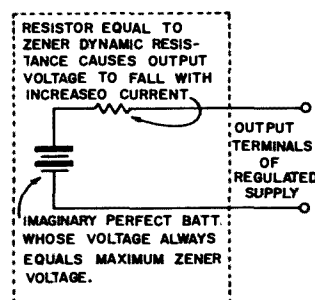 RESISTOR EQUAL TO
ZENER DYNAMIC RESIS-
TANCE CAUSES OUTPUT
VOLTAGE TO FALL WITH
INCREASED CURRENT
OUTPUT
TERMINALS
OF
REGULATED
SUPPLY
IMAGINARY PERFECT BATT.
WHOSE VOLTAGE ALWAYS
EQUALS MAXIMUM ZENER
VOLTAGE.